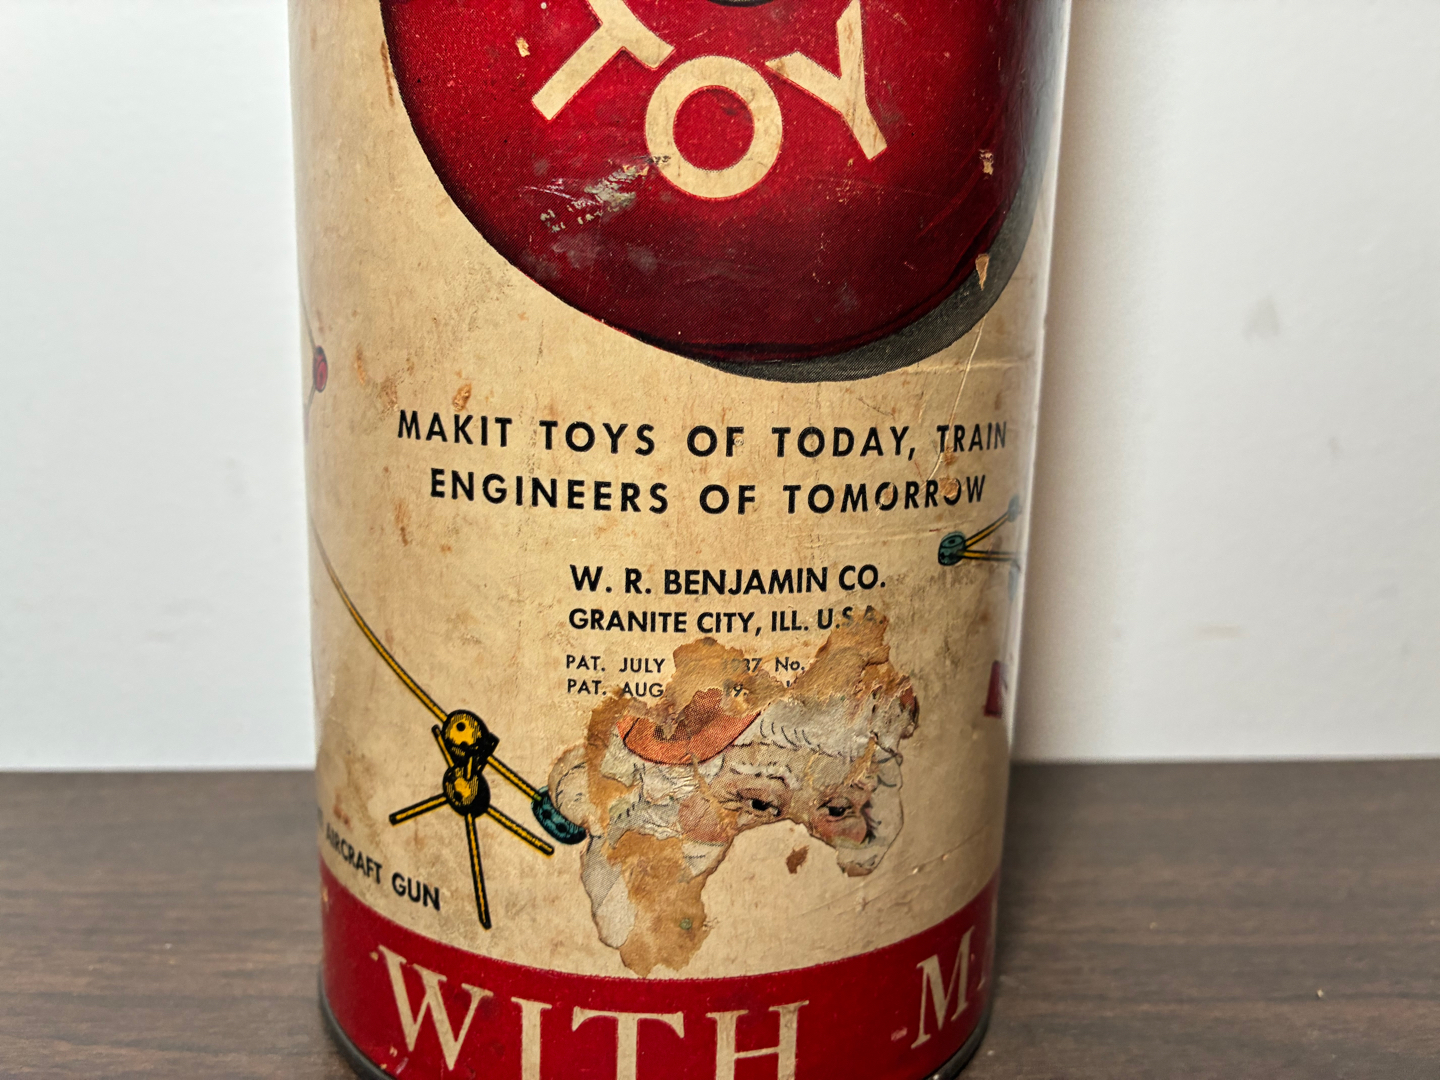 TOY
MAKIT TOYS OF TODAY, TRAIN
ENGINEERS OF TOMORROW
W. R. BENJAMIN CO.
GRANITE CITY, ILL. U.S.A.
PAT. JULY No.
PAT. AUG
AIRCRAFT GUN
WITH